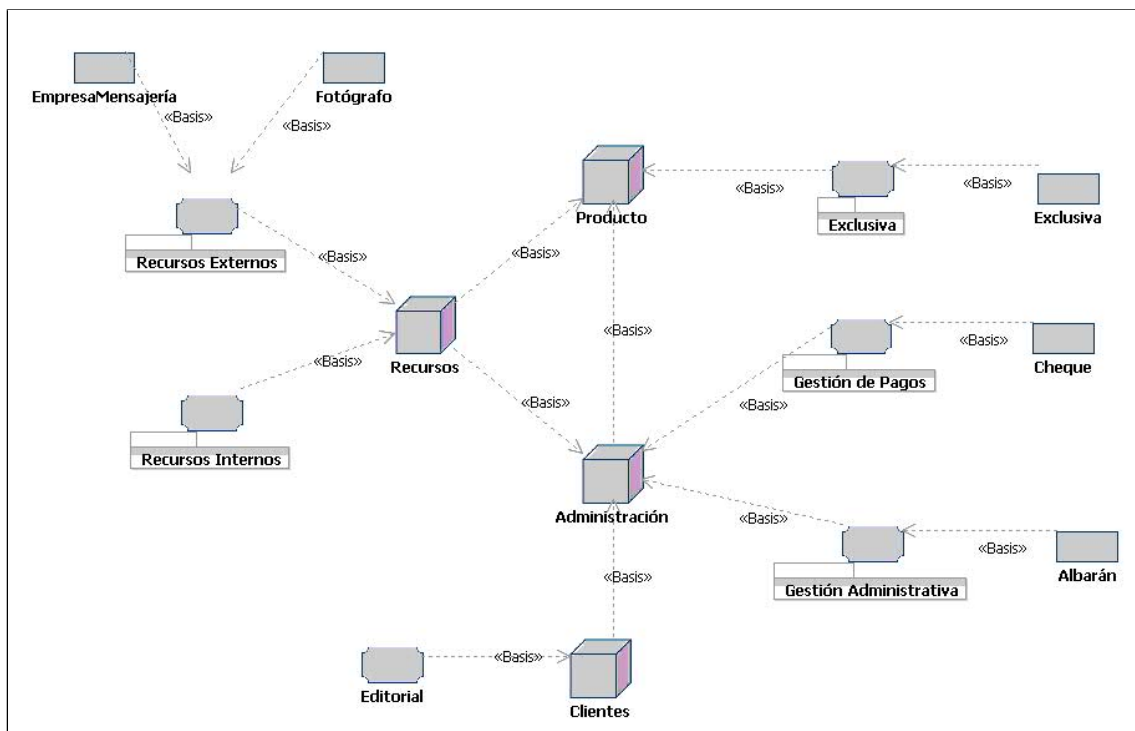 EmpresaMensajería
Fotógrafo
«Basis»
«Basis»
«Basis»
Producto
«Basis»
Exclusiva
«Basis»
Exclusiva
Recursos Externos
«Basis»
«Basis»
Recursos
«Basis»
«Basis»
Gestión de Pagos
«Basis»
Cheque
Recursos Internos
«Basis»
«Basis»
Administración
«Basis»
Gestión Administrativa
«Basis»
Albarán
«Basis»
Editorial
«Basis»
Clientes